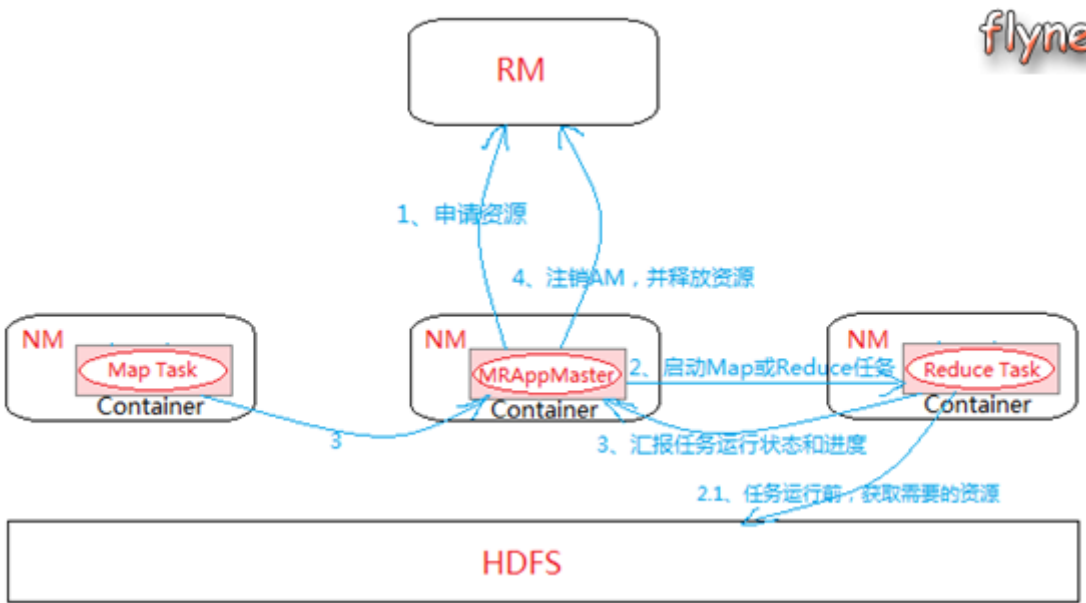 flyne
RM
1、申请资源
4、注销AM，并释放资源
NM
Map Task
Container
NM
MRAppMaster
Container
2、启动Map或Reduce任务
NM
Reduce Task
Container
3
3、汇报任务运行状态和进度
2.1、任务运行前，获取需要的资源
HDFS